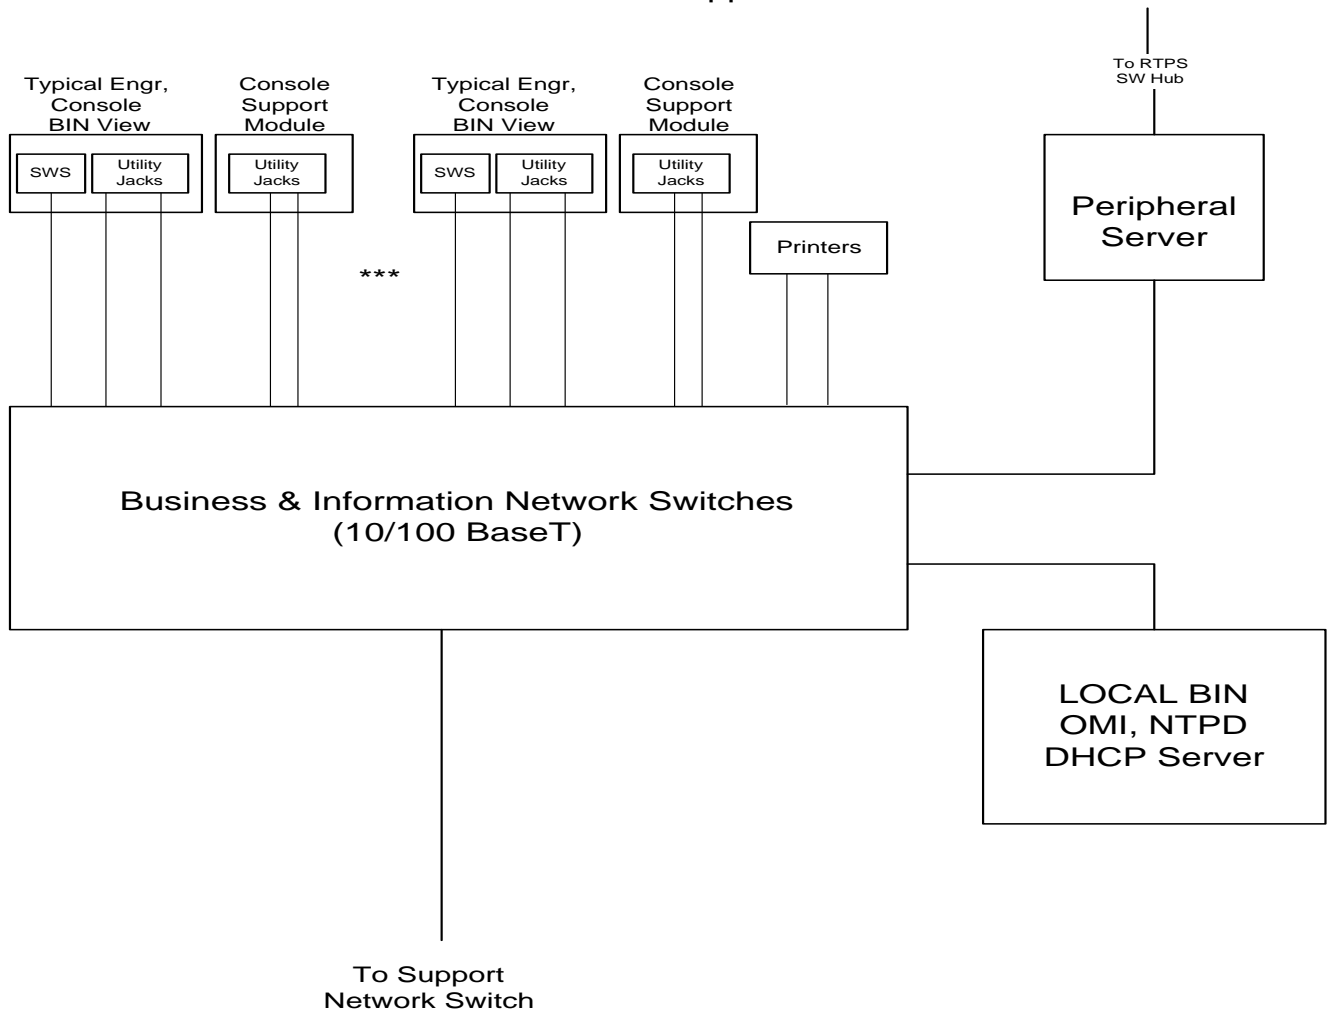 To RTPS
SW Hub
Typical Engr,
Console
BIN View
Console
Support
Module
Typical Engr,
Console
BIN View
Console
Support
Module
SWS
Utility
Jacks
Utility
Jacks
SWS
Utility
Jacks
Utility
Jacks
Peripheral
Server
Printers
***
Business & Information Network Switches
(10/100 BaseT)
LOCAL BIN
OMI, NTPD
DHCP Server
To Support
Network Switch